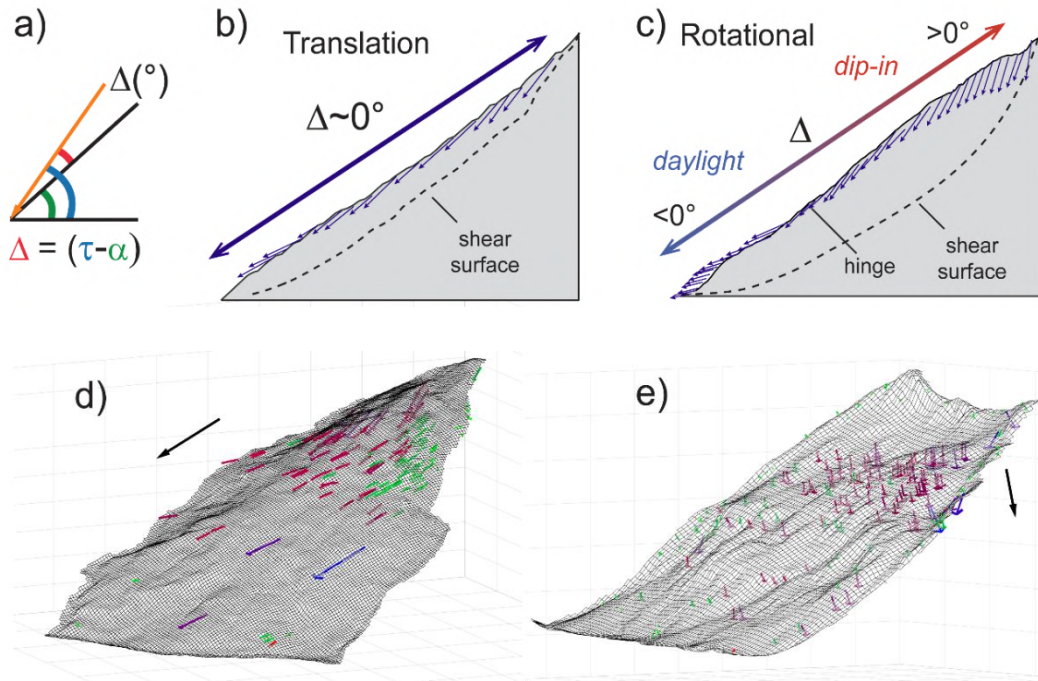 a)
Δ(°)
Δ = (τ-α)
b)
Translation
Δ~0°
shear
surface
c)
Rotational
>0°
dip-in
Δ
daylight
<0°
hinge
shear
surface
d)
e)